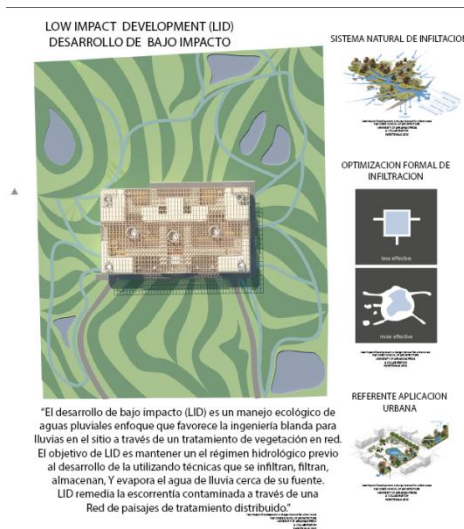 LOW IMPACT DEVELOPMENT (LID)
DESARROLLO DE BAJO IMPACTO
SISTEMA NATURAL DE INFILTACION
OPTIMIZACION FORMAL DE
INFILTRACION
less effective
more effective
REFERENTE APLICACION
URBANA
"El desarrollo de bajo impacto (LID) es un manejo ecológico de
aguas pluviales enfoque que favorece la ingeniería blanda para
lluvias en el sitio a través de un tratamiento de vegetación en red.
El objetivo de LID es mantener un el régimen hidrológico previo
al desarrollo de la utilizando técnicas que se infiltran, filtran,
almacenan, Y evapora el agua de lluvia cerca de su fuente.
LID remedia la escorrentía contaminada a través de una
Red de paisajes de tratamiento distribuido."